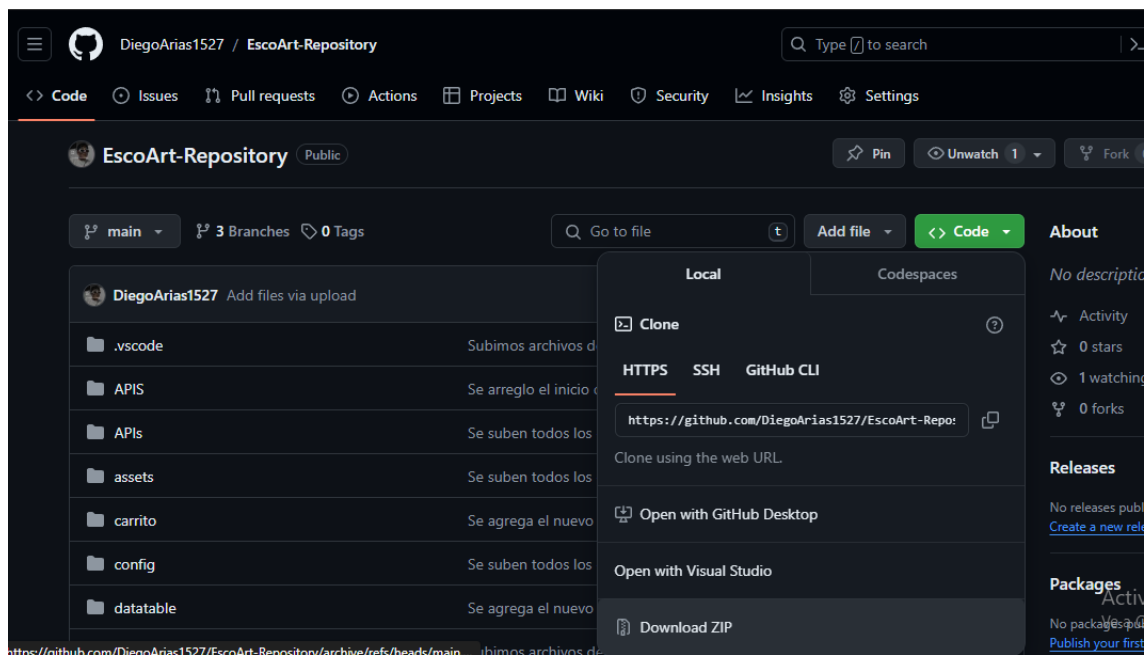 DiegoArias1527 / EscoArt-Repository
Type / to search
Code Issues Pull requests Actions Projects Wiki Security Insights Settings
EscoArt-Repository Public
Pin Unwatch 1 Fork
main 3 Branches 0 Tags
Go to file t
Add file Code
DiegoArias1527 Add files via upload
.vscode Subimos archivos d
APIS Se arreglo el inicio
APIs Se suben todos los
assets Se suben todos los
carrito Se agrega el nuevo
config Se suben todos los
datatable Se agrega el nuevo
ubimos archivos de
https://github.com/DiegoArias1527/EscoArt-Repository/archive/refs/heads/main...
Local Codespaces
Clone
HTTPS SSH GitHub CLI
https://github.com/DiegoArias1527/EscoArt-Repos
Clone using the web URL.
Open with GitHub Desktop
Open with Visual Studio
Download ZIP
About
No descriptio
Activity
0 stars
1 watching
0 forks
Releases
No releases publ
Create a new rele
Packages
Activ
No packages pub
Publish your first